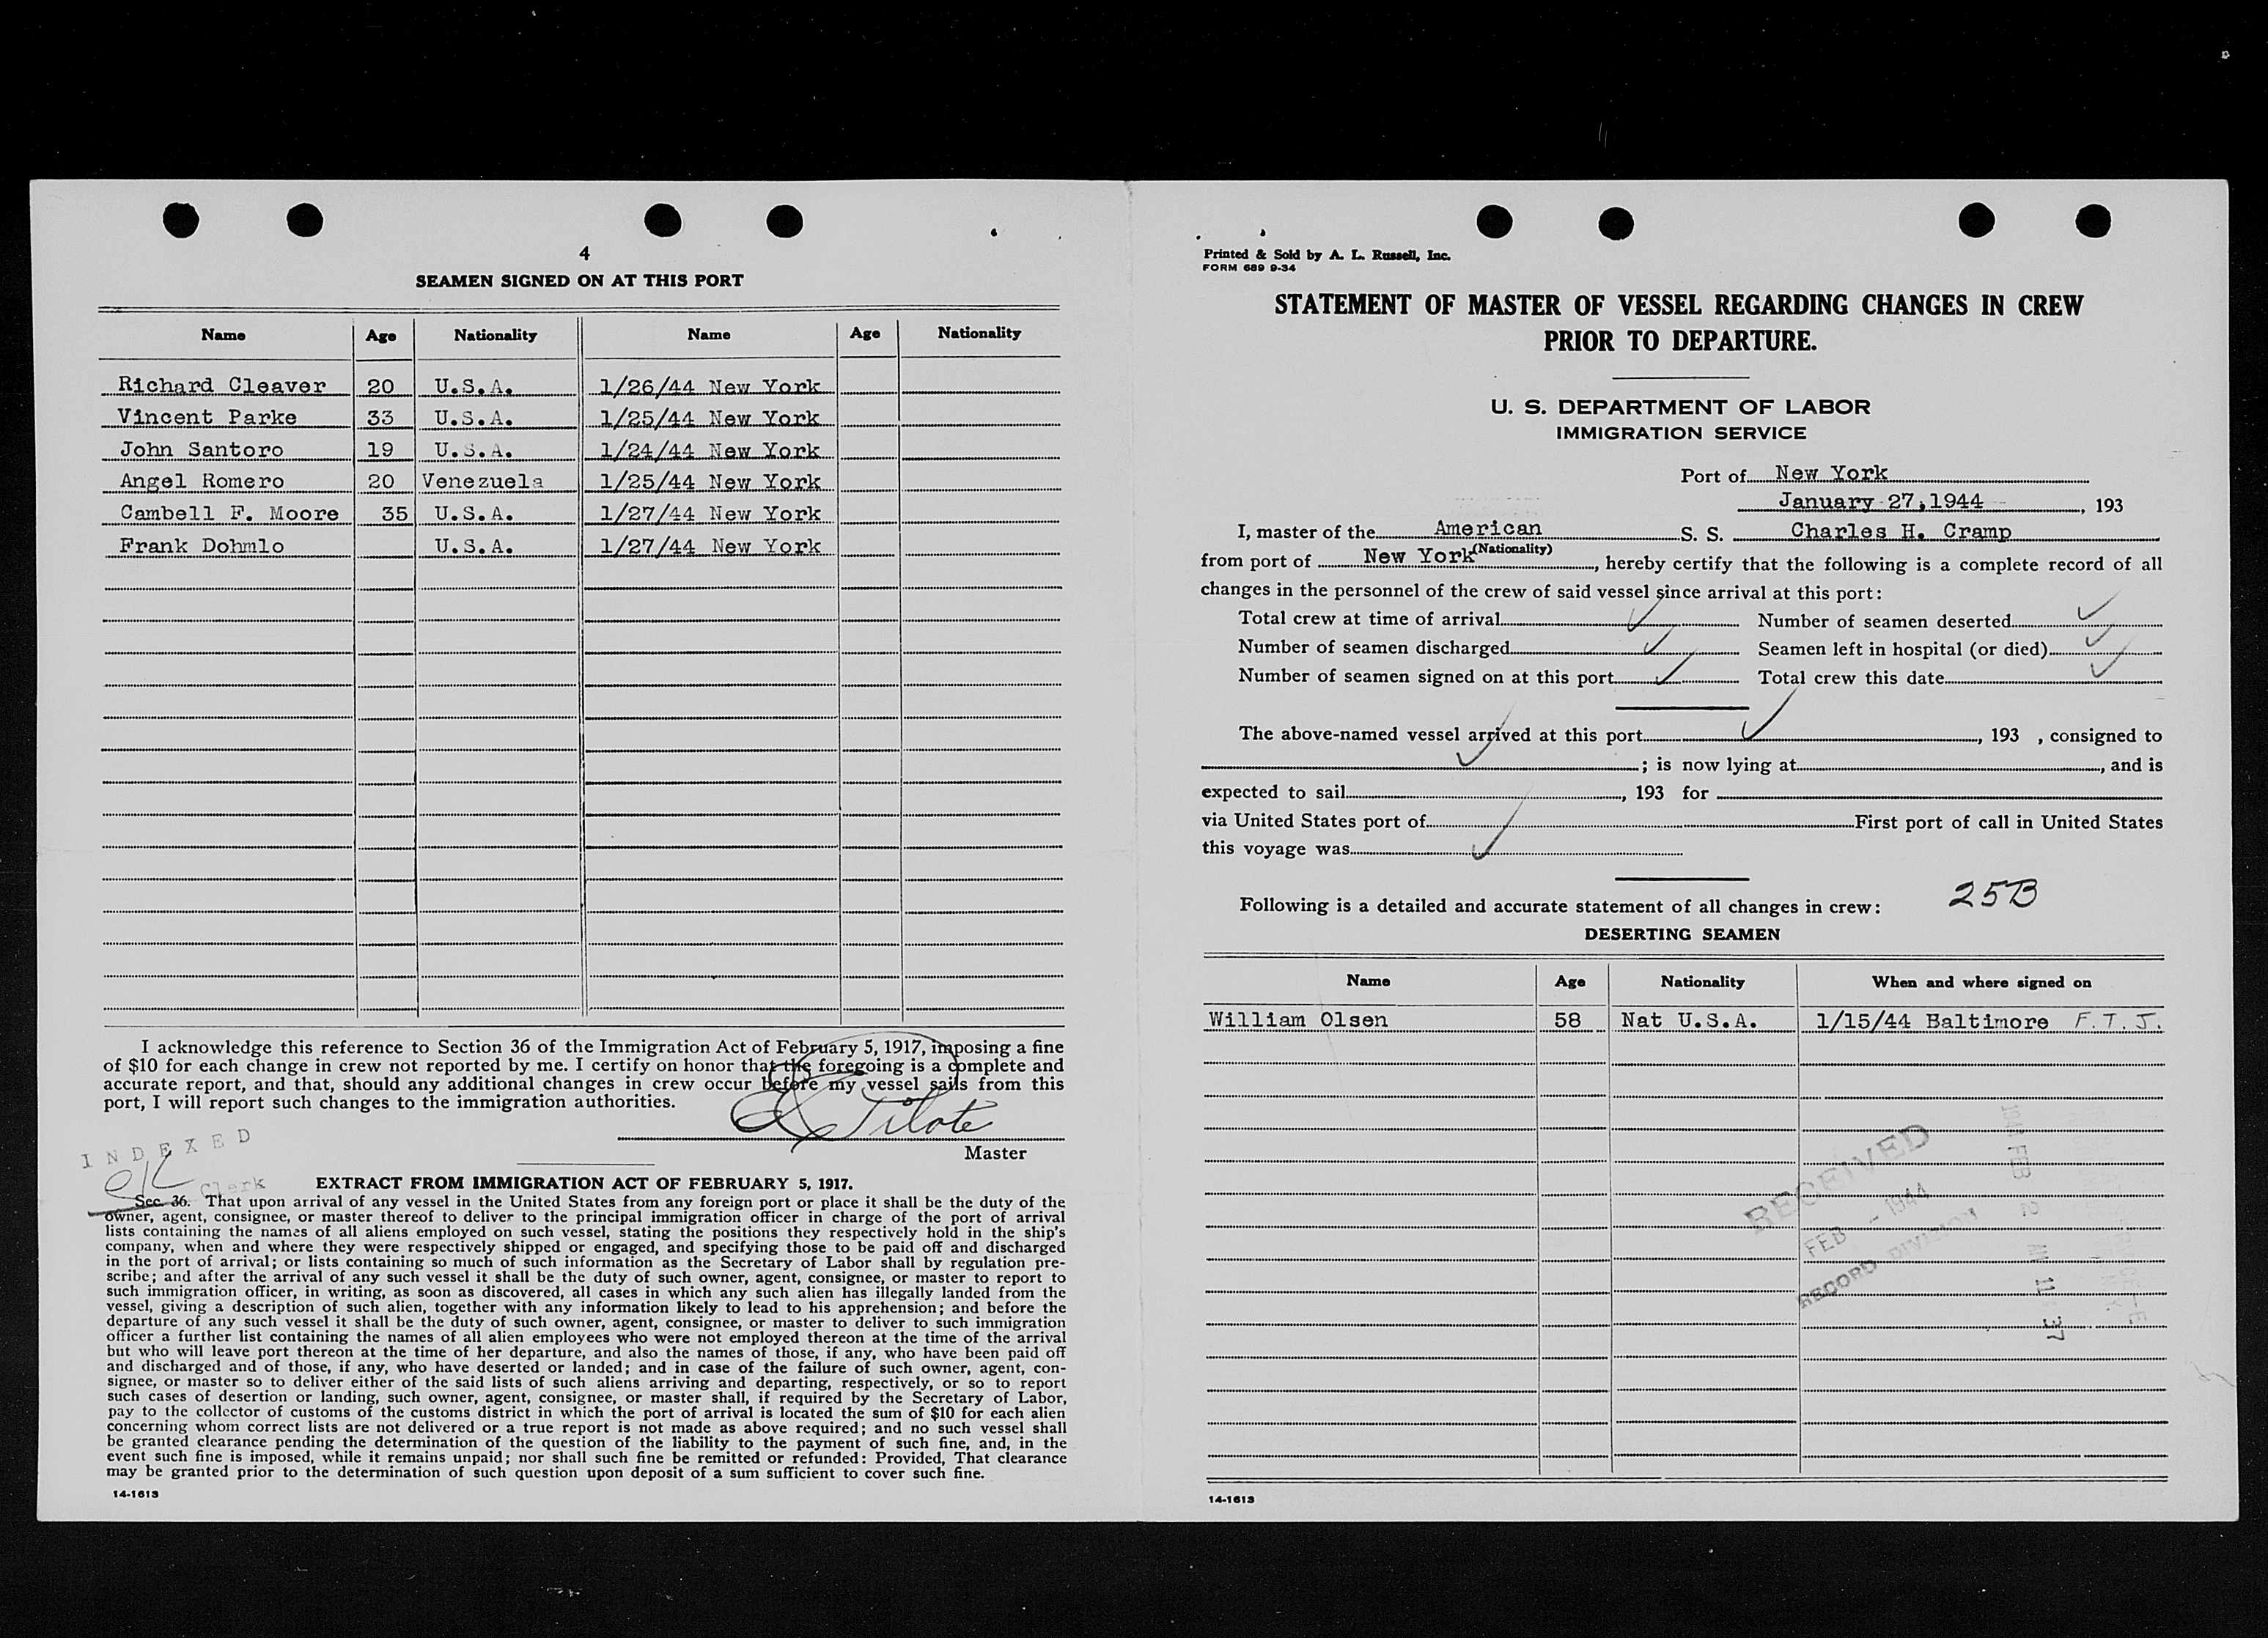 4
SEAMEN SIGNED ON AT THIS PORT
Name Age Nationality Name Age Nationality
Richard Cleaver 20 U.S.A. 1/26/44 New York
Vincent Parke 33 U.S.A. 1/25/44 New York
John Santoro 19 U.S.A. 1/24/44 New York
Angel Romero 20 Venezuela 1/25/44 New York
Cambell F. Moore 35 U.S.A. 1/27/44 New York
Frank Dohmlo U.S.A. 1/27/44 New York
I acknowledge this reference to Section 36 of the Immigration Act of February 5, 1917, imposing a fine
of $10 for each change in crew not reported by me. I certify on honor that the foregoing is a complete and
accurate report, and that, should any additional changes in crew occur before my vessel sails from this
port, I will report such changes to the immigration authorities.
Master
INDEXED
Clerk
EXTRACT FROM IMMIGRATION ACT OF FEBRUARY 5, 1917.
Sec. 36. That upon arrival of any vessel in the United States from any foreign port or place it shall be the duty of the
owner, agent, consignee, or master thereof to deliver to the principal immigration officer in charge of the port of arrival
lists containing the names of all aliens employed on such vessel, stating the positions they respectively hold in the ship's
company, when and where they were respectively shipped or engaged, and specifying those to be paid off and discharged
in the port of arrival; or lists containing so much of such information as the Secretary of Labor shall by regulation pre-
scribe; and after the arrival of any such vessel it shall be the duty of such owner, agent, consignee, or master to report to
such immigration officer, in writing, as soon as discovered, all cases in which any such alien has illegally landed from the
vessel, giving a description of such alien, together with any information likely to lead to his apprehension; and before the
departure of any such vessel it shall be the duty of such owner, agent, consignee, or master to deliver to such immigration
officer a further list containing the names of all alien employees who were not employed thereon at the time of the arrival
but who will leave port thereon at the time of her departure, and also the names of those, if any, who have been paid off
and discharged and of those, if any, who have deserted or landed; and in case of the failure of such owner, agent, con-
signee, or master so to deliver either of the said lists of such aliens arriving and departing, respectively, or so to report
such cases of desertion or landing, such owner, agent, consignee, or master shall, if required by the Secretary of Labor,
pay to the collector of customs of the customs district in which the port of arrival is located the sum of $10 for each alien
concerning whom correct lists are not delivered or a true report is not made as above required; and no such vessel shall
be granted clearance pending the determination of the question of the liability to the payment of such fine, and, in the
event such fine is imposed, while it remains unpaid; nor shall such fine be remitted or refunded: Provided, That clearance
may be granted prior to the determination of such question upon deposit of a sum sufficient to cover such fine.
14-1613
Printed & Sold by A. L. Russell, Inc.
FORM 689 9-34
STATEMENT OF MASTER OF VESSEL REGARDING CHANGES IN CREW
PRIOR TO DEPARTURE.
U. S. DEPARTMENT OF LABOR
IMMIGRATION SERVICE
Port of New York
January 27, 1944, 193
I, master of the American S. S. Charles H. Cramp
(Nationality)
from port of New York, hereby certify that the following is a complete record of all
changes in the personnel of the crew of said vessel since arrival at this port:
Total crew at time of arrival Number of seamen deserted
Number of seamen discharged Seamen left in hospital (or died)
Number of seamen signed on at this port Total crew this date
The above-named vessel arrived at this port, 193 , consigned to
; is now lying at, and is
expected to sail, 193 for
via United States port of First port of call in United States
this voyage was
25B
Following is a detailed and accurate statement of all changes in crew:
DESERTING SEAMEN
Name Age Nationality When and where signed on
William Olsen 58 Nat U.S.A. 1/15/44 Baltimore F.T.J.
RECEIVED
FEB - 1944
RECORD DIVISION
1944 FEB 2 AM 11 37
14-1613